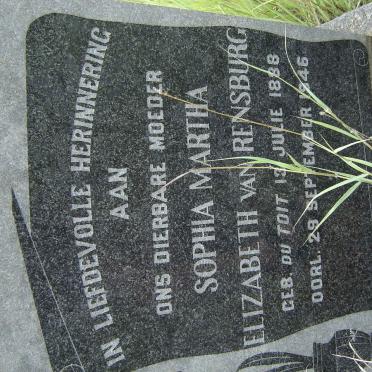 IN LIEFDEVOLLE HERINNERING
AAN
ONS DIERBARE MOEDER
SOPHIA MARTHA
ELIZABETH VAN RENSBURG
GEB. DU TOIT 13 JULIE 1888
OORL. 29 SEPTEMBER 1946